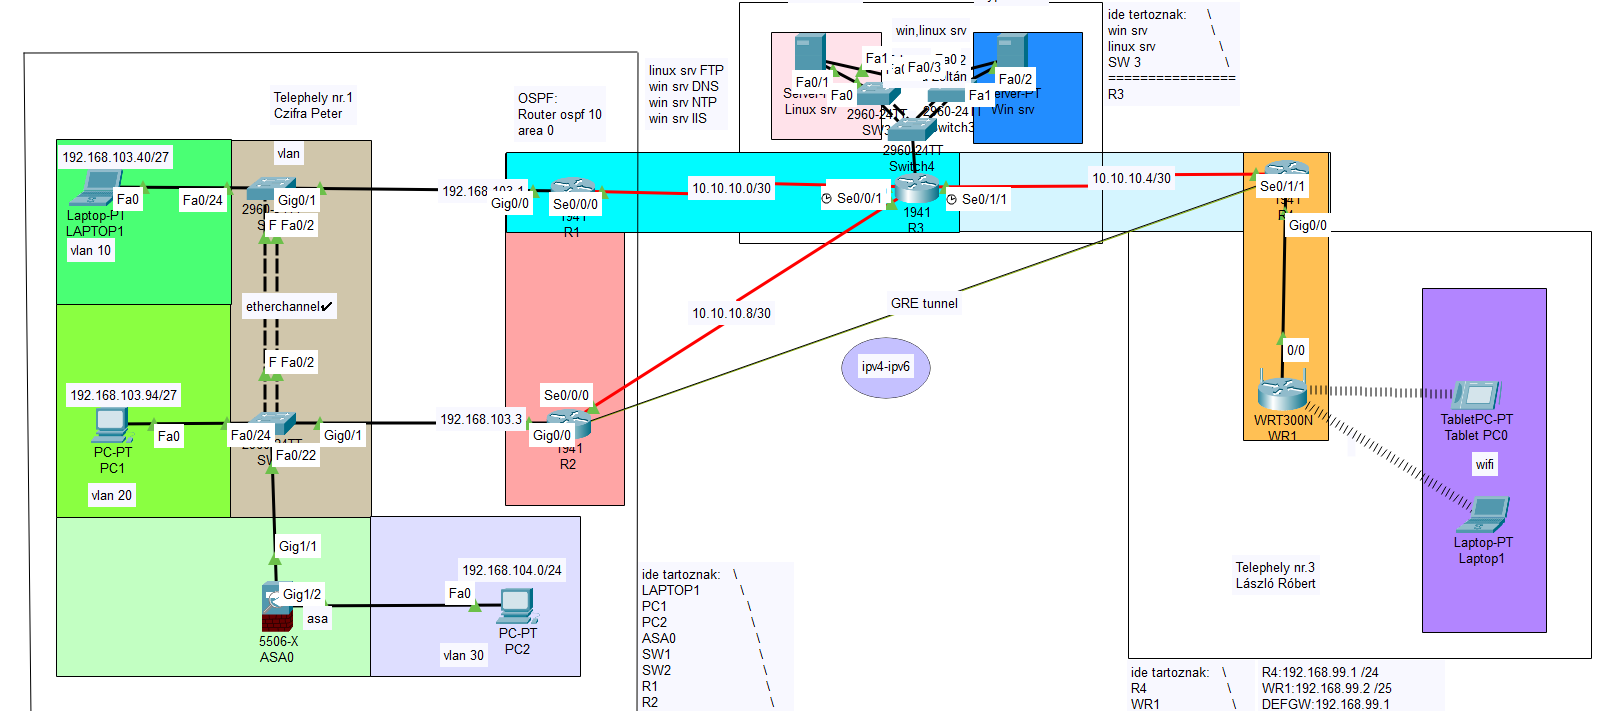 Telephely nr.1
Czifra Peter
192.168.103.40/27
Fa0
Fa0/24
Laptop-PT
LAPTOP1
vlan 10
vlan
Gig0/1
F Fa0/2
etherchannel✔
F Fa0/2
192.168.103.94/27
Fa0
Fa0/24
Gig0/1
Fa0/22
PC-PT
PC1
vlan 20
Gig1/1
Gig1/2
asa
5506-X
ASA0
192.168.104.0/24
Fa0
PC-PT
PC2
vlan 30
OSPF:
Router ospf 10
area 0
linux srv FTP
win srv DNS
win srv NTP
win srv IIS
Gig0/0
Se0/0/0
1941
R1
10.10.10.0/30
192.168.103.3
Se0/0/0
Gig0/0
1941
R2
10.10.10.8/30
win,linux srv
Fa0/1
Fa0
Fa1
Fa0/3
Fa0/2
Fa1
Linux srv
Win srv
2960-24TT
Switch4
Se0/0/1
Se0/1/1
1941
R3
10.10.10.4/30
GRE tunnel
ipv4-ipv6
ide tertoznak: \
win srv \
linux srv \
SW 3 \
================
R3
Se0/1/1
Gig0/0
0/0
WRT300N
WR1
TabletPC-PT
Tablet PC0
wifi
Laptop-PT
Laptop1
Telephely nr.3
László Róbert
ide tartoznak: \
LAPTOP1 \
PC1 \
PC2 \
ASA0 \
SW1 \
SW2 \
R1 \
R2 \
ide tartoznak: \
R4 \
WR1 \
R4:192.168.99.1 /24
WR1:192.168.99.2 /25
DEFGW:192.168.99.1